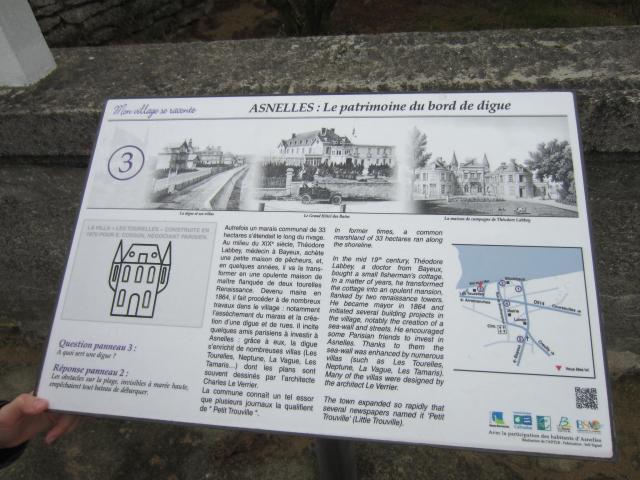 Mon village se raconte
ASNELLES : Le patrimoine du bord de digue
3
La digue et ses villas
Le Grand Hôtel des Bains
La maison de campagne de Théodore Labbey
LA VILLA « LES TOURELLES » CONSTRUITE EN
PARISIEN.
Question panneau 3 :
A quoi sert une digue ?
Réponse panneau 2 :
Les obstacles sur la plage, invisibles à marée haute,
empêchaient tout bateau de débarquer.
Autrefois un marais communal de 33
hectares s'étendait le long du rivage.
Au milieu du XIXe siècle, Théodore
Labbey, médecin à Bayeux, achète
une petite maison de pêcheurs, et,
en quelques années, il va la trans-
former en une opulente maison de
maître flanquée de deux tourelles
Renaissance. Devenu maire en
1864, il fait procéder à de nombreux
travaux dans le village : notamment
l'assèchement du marais et la créa-
tion d'une digue et de rues. Il incite
quelques amis parisiens à investir à
Asnelles : grâce à eux, la digue
s'enrichit de nombreuses villas (Les
Tourelles, Neptune, La Vague, Les
Tamaris...) dont les plans sont
souvent dessinés par l'architecte
Charles Le Verrier.
La commune connaît un tel essor
que plusieurs journaux la qualifient
de " Petit Trouville ".
In former times, a common
marshland of 33 hectares ran along
the shoreline.
In the mid 19th century, Théodore
Labbey, a doctor from Bayeux,
bought a small fisherman's cottage.
In a matter of years, he transformed
the cottage into an opulent mansion,
flanked by two renaissance towers.
He became mayor in 1864 and
initiated several building projects in
the village, notably the creation of a
sea-wall and streets. He encouraged
some Parisian friends to invest in
Asnelles. Thanks to them the
sea-wall was enhanced by numerous
villas (such as Les Tourelles,
Neptune, La Vague, Les Tamaris).
Many of the villas were designed by
the architect Le Verrier.
The town expanded so rapidly that
several newspapers named it 'Petit
Trouville' (Little Trouville).
D514
Mairie
Vous êtes ici
Avec la participation des habitants d'Asnelles